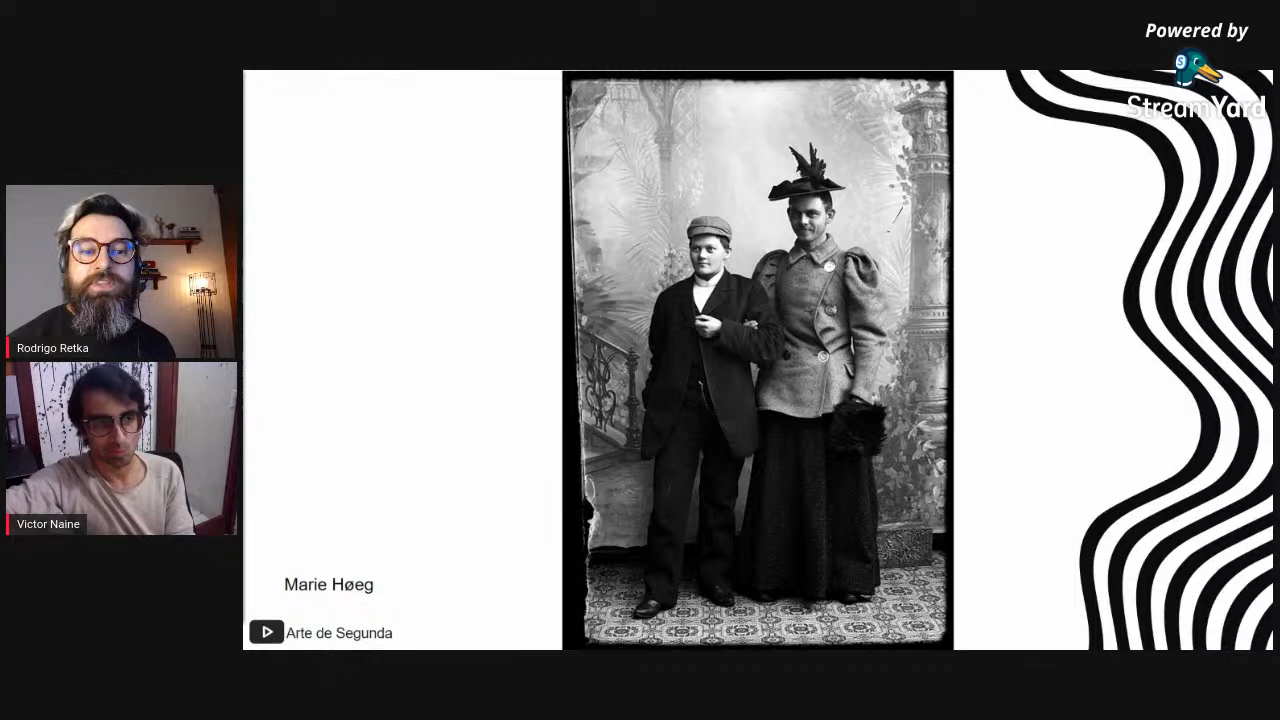 Powered by
StreamYard
Rodrigo Retka
Victor Naine
Marie Høeg
Arte de Segunda